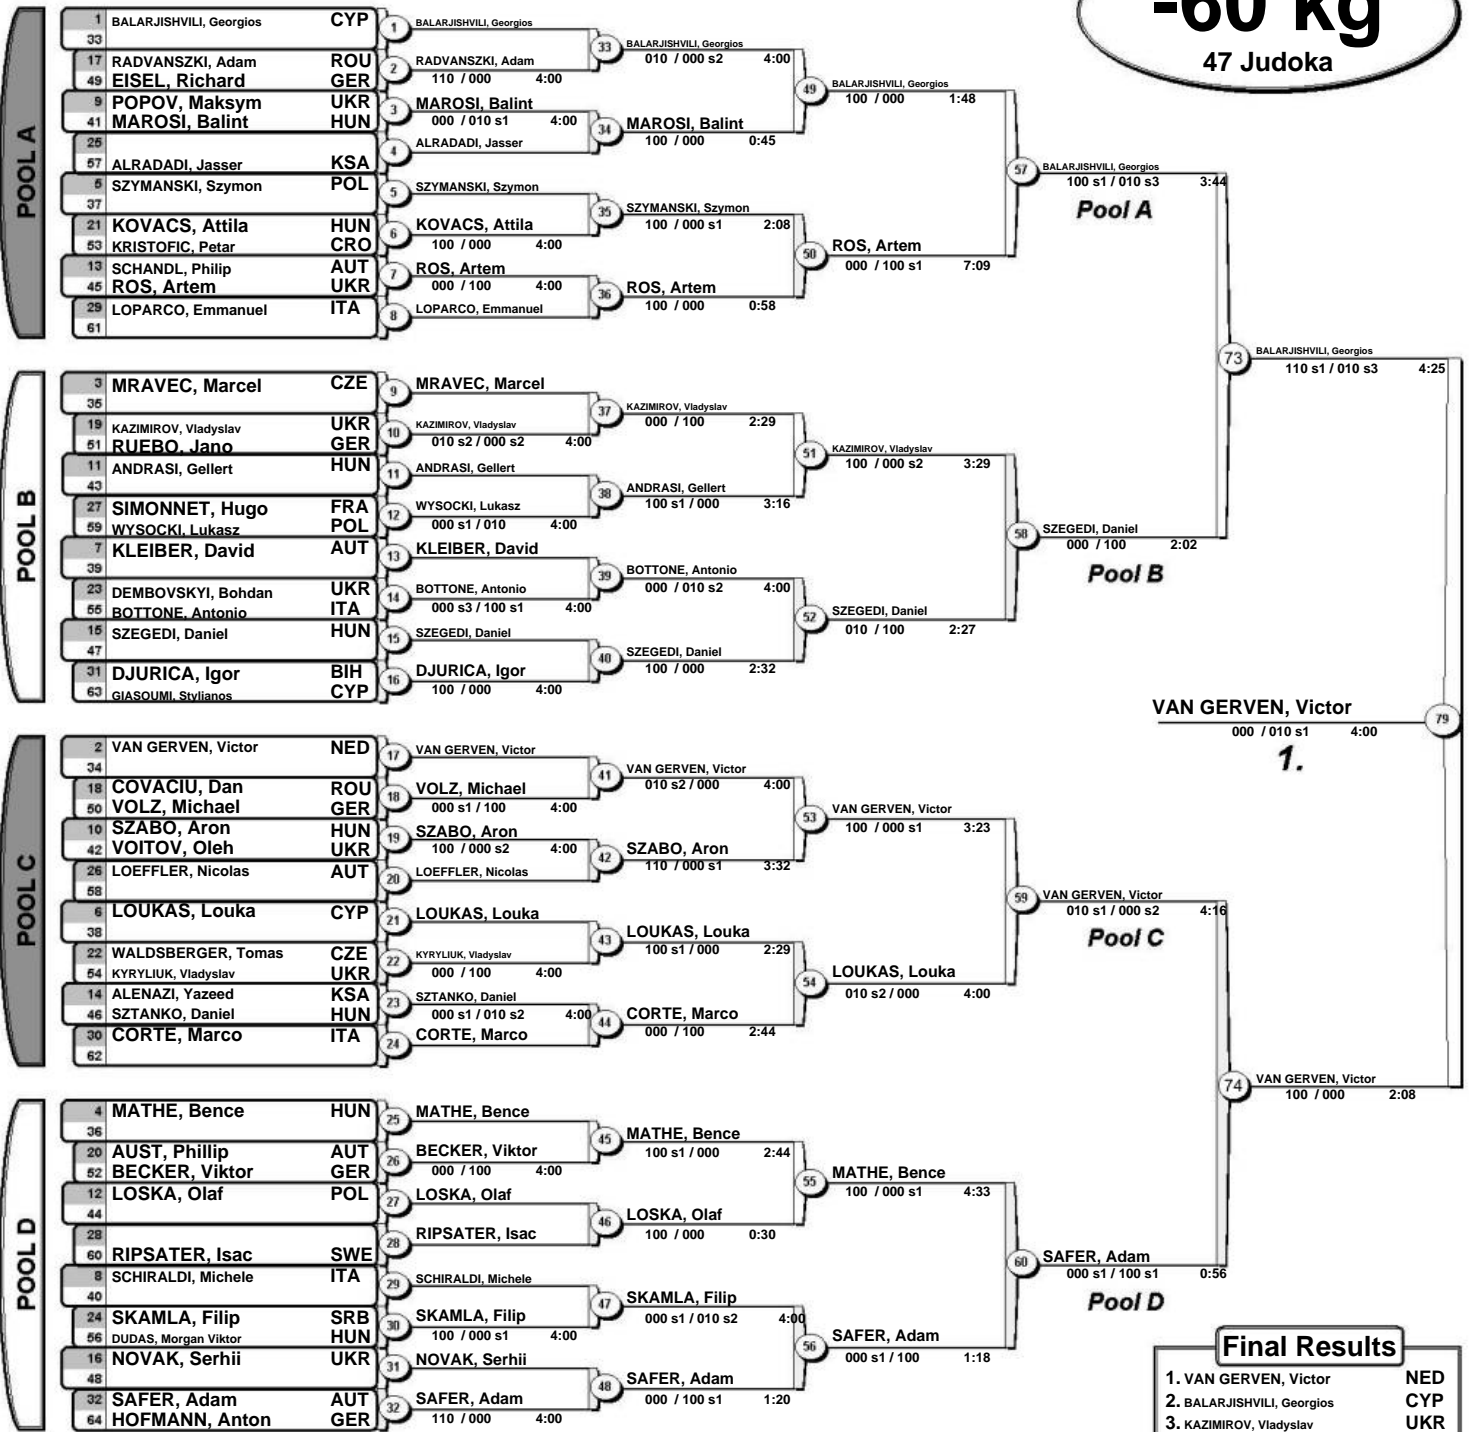 -60 kg
47 Judoka
POOL A
1 BALARJISHVILI, Georgios CYP
33
17 RADVANSZKI, Adam ROU
49 EISEL, Richard GER
9 POPOV, Maksym UKR
41 MAROSI, Balint HUN
25
57 ALRADADI, Jasser KSA
5 SZYMANSKI, Szymon POL
37
21 KOVACS, Attila HUN
53 KRISTOFIC, Petar CRO
13 SCHANDL, Philip AUT
45 ROS, Artem UKR
29 LOPARCO, Emmanuel ITA
61
1 BALARJISHVILI, Georgios
2 RADVANSZKI, Adam
110 / 000 4:00
3 MAROSI, Balint
000 / 010 s1 4:00
4 ALRADADI, Jasser
5 SZYMANSKI, Szymon
6 KOVACS, Attila
100 / 000 4:00
7 ROS, Artem
000 / 100 4:00
8 LOPARCO, Emmanuel
33 BALARJISHVILI, Georgios
010 / 000 s2 4:00
34 MAROSI, Balint
100 / 000 0:45
35 SZYMANSKI, Szymon
100 / 000 s1 2:08
36 ROS, Artem
100 / 000 0:58
49 BALARJISHVILI, Georgios
100 / 000 1:48
50 ROS, Artem
000 / 100 s1 7:09
57 BALARJISHVILI, Georgios
100 s1 / 010 s3 3:44
Pool A
POOL B
3 MRAVEC, Marcel CZE
35
19 KAZIMIROV, Vladyslav UKR
51 RUEBO, Jano GER
11 ANDRASI, Gellert HUN
43
27 SIMONNET, Hugo FRA
59 WYSOCKI, Lukasz POL
7 KLEIBER, David AUT
39
23 DEMBOVSKYI, Bohdan UKR
55 BOTTONE, Antonio ITA
15 SZEGEDI, Daniel HUN
47
31 DJURICA, Igor BIH
63 GIASOUMI, Stylianos CYP
9 MRAVEC, Marcel
10 KAZIMIROV, Vladyslav
010 s2 / 000 s2 4:00
11 ANDRASI, Gellert
12 WYSOCKI, Lukasz
000 s1 / 010 4:00
13 KLEIBER, David
14 BOTTONE, Antonio
000 s3 / 100 s1 4:00
15 SZEGEDI, Daniel
16 DJURICA, Igor
100 / 000 4:00
37 KAZIMIROV, Vladyslav
000 / 100 2:29
38 ANDRASI, Gellert
100 s1 / 000 3:16
39 BOTTONE, Antonio
000 / 010 s2 4:00
40 SZEGEDI, Daniel
100 / 000 2:32
51 KAZIMIROV, Vladyslav
100 / 000 s2 3:29
52 SZEGEDI, Daniel
010 / 100 2:27
58 SZEGEDI, Daniel
000 / 100 2:02
Pool B
73 BALARJISHVILI, Georgios
110 s1 / 010 s3 4:25
VAN GERVEN, Victor 79
000 / 010 s1 4:00
1.
POOL C
2 VAN GERVEN, Victor NED
34
18 COVACIU, Dan ROU
50 VOLZ, Michael GER
10 SZABO, Aron HUN
42 VOITOV, Oleh UKR
26 LOEFFLER, Nicolas AUT
58
6 LOUKAS, Louka CYP
38
22 WALDSBERGER, Tomas CZE
54 KYRYLIUK, Vladyslav UKR
14 ALENAZI, Yazeed KSA
46 SZTANKO, Daniel HUN
30 CORTE, Marco ITA
62
17 VAN GERVEN, Victor
18 VOLZ, Michael
000 s1 / 100 4:00
19 SZABO, Aron
100 / 000 s2 4:00
20 LOEFFLER, Nicolas
21 LOUKAS, Louka
22 KYRYLIUK, Vladyslav
000 / 100 4:00
23 SZTANKO, Daniel
000 s1 / 010 s2 4:00
24 CORTE, Marco
41 VAN GERVEN, Victor
010 s2 / 000 4:00
42 SZABO, Aron
110 / 000 s1 3:32
43 LOUKAS, Louka
100 s1 / 000 2:29
44 CORTE, Marco
000 / 100 2:44
53 VAN GERVEN, Victor
100 / 000 s1 3:23
54 LOUKAS, Louka
010 s2 / 000 4:00
59 VAN GERVEN, Victor
010 s1 / 000 s2 4:16
Pool C
74 VAN GERVEN, Victor
100 / 000 2:08
POOL D
4 MATHE, Bence HUN
36
20 AUST, Phillip AUT
52 BECKER, Viktor GER
12 LOSKA, Olaf POL
44
28
60 RIPSATER, Isac SWE
8 SCHIRALDI, Michele ITA
40
24 SKAMLA, Filip SRB
56 DUDAS, Morgan Viktor HUN
16 NOVAK, Serhii UKR
48
32 SAFER, Adam AUT
64 HOFMANN, Anton GER
25 MATHE, Bence
26 BECKER, Viktor
000 / 100 4:00
27 LOSKA, Olaf
28 RIPSATER, Isac
29 SCHIRALDI, Michele
30 SKAMLA, Filip
100 / 000 s1 4:00
31 NOVAK, Serhii
32 SAFER, Adam
110 / 000 4:00
45 MATHE, Bence
100 s1 / 000 2:44
46 LOSKA, Olaf
100 / 000 0:30
47 SKAMLA, Filip
000 s1 / 010 s2 4:00
48 SAFER, Adam
000 / 100 s1 1:20
55 MATHE, Bence
100 / 000 s1 4:33
56 SAFER, Adam
000 s1 / 100 1:18
60 SAFER, Adam
000 s1 / 100 s1 0:56
Pool D
Final Results
1. VAN GERVEN, Victor NED
2. BALARJISHVILI, Georgios CYP
3. KAZIMIROV, Vladyslav UKR